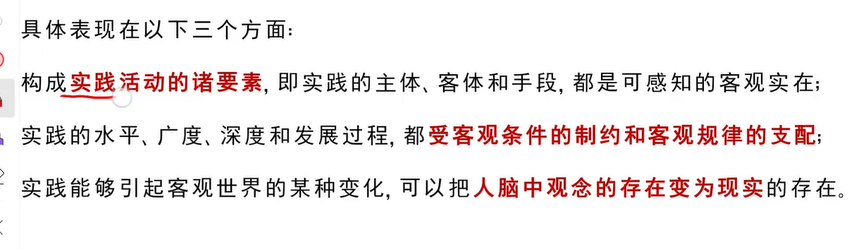 具体表现在以下三个方面：
构成实践活动的诸要素，即实践的主体、客体和手段，都是可感知的客观实在；
实践的水平、广度、深度和发展过程，都受客观条件的制约和客观规律的支配；
实践能够引起客观世界的某种变化，可以把人脑中观念的存在变为现实的存在。